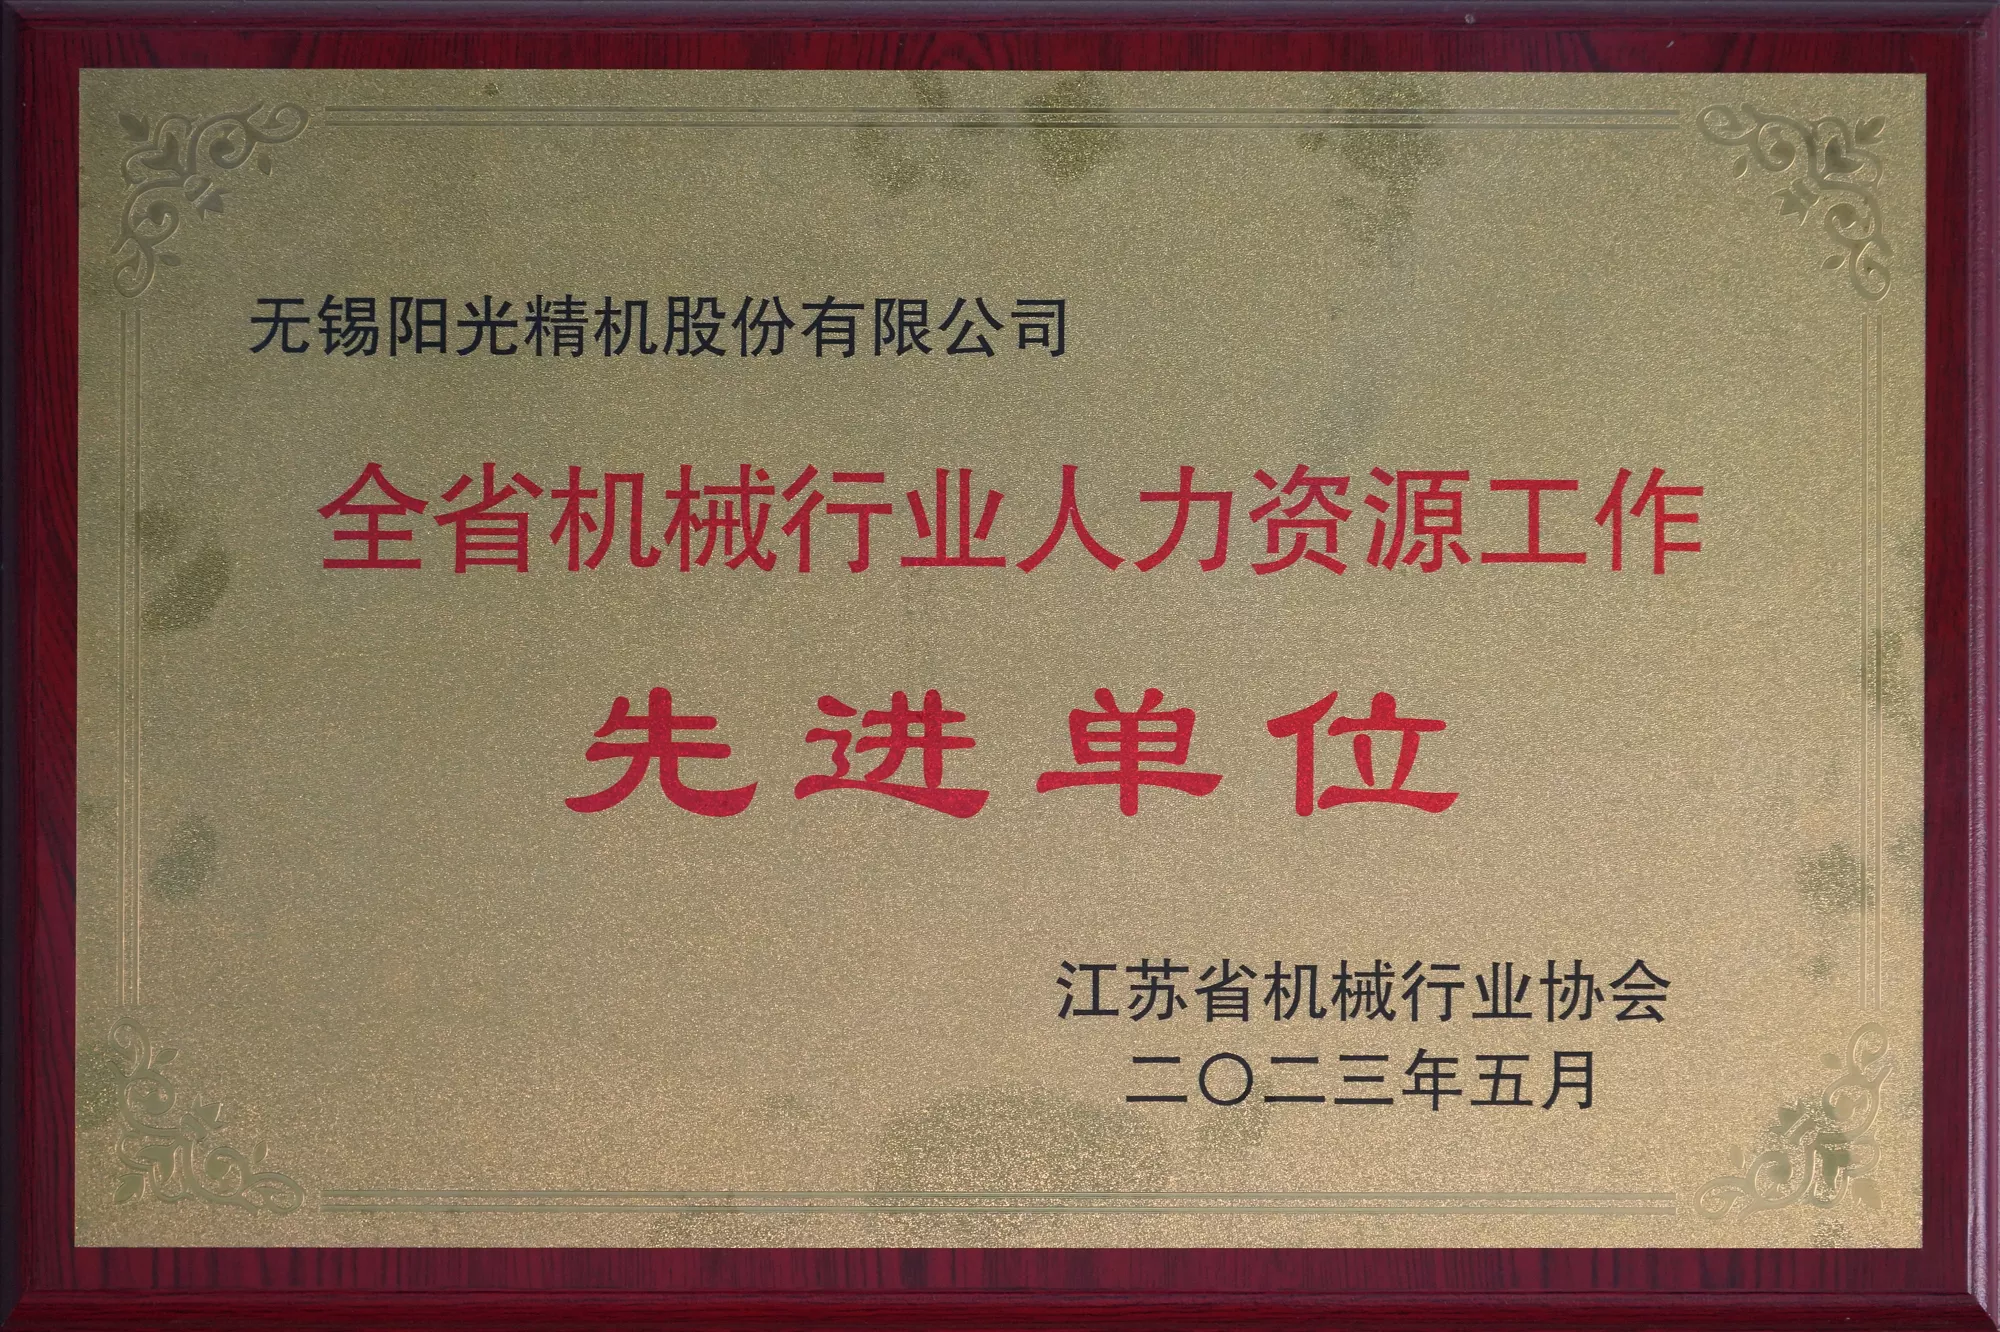 无锡阳光精机股份有限公司
全省机械行业人力资源工作
先进单位
江苏省机械行业协会
二〇二三年五月